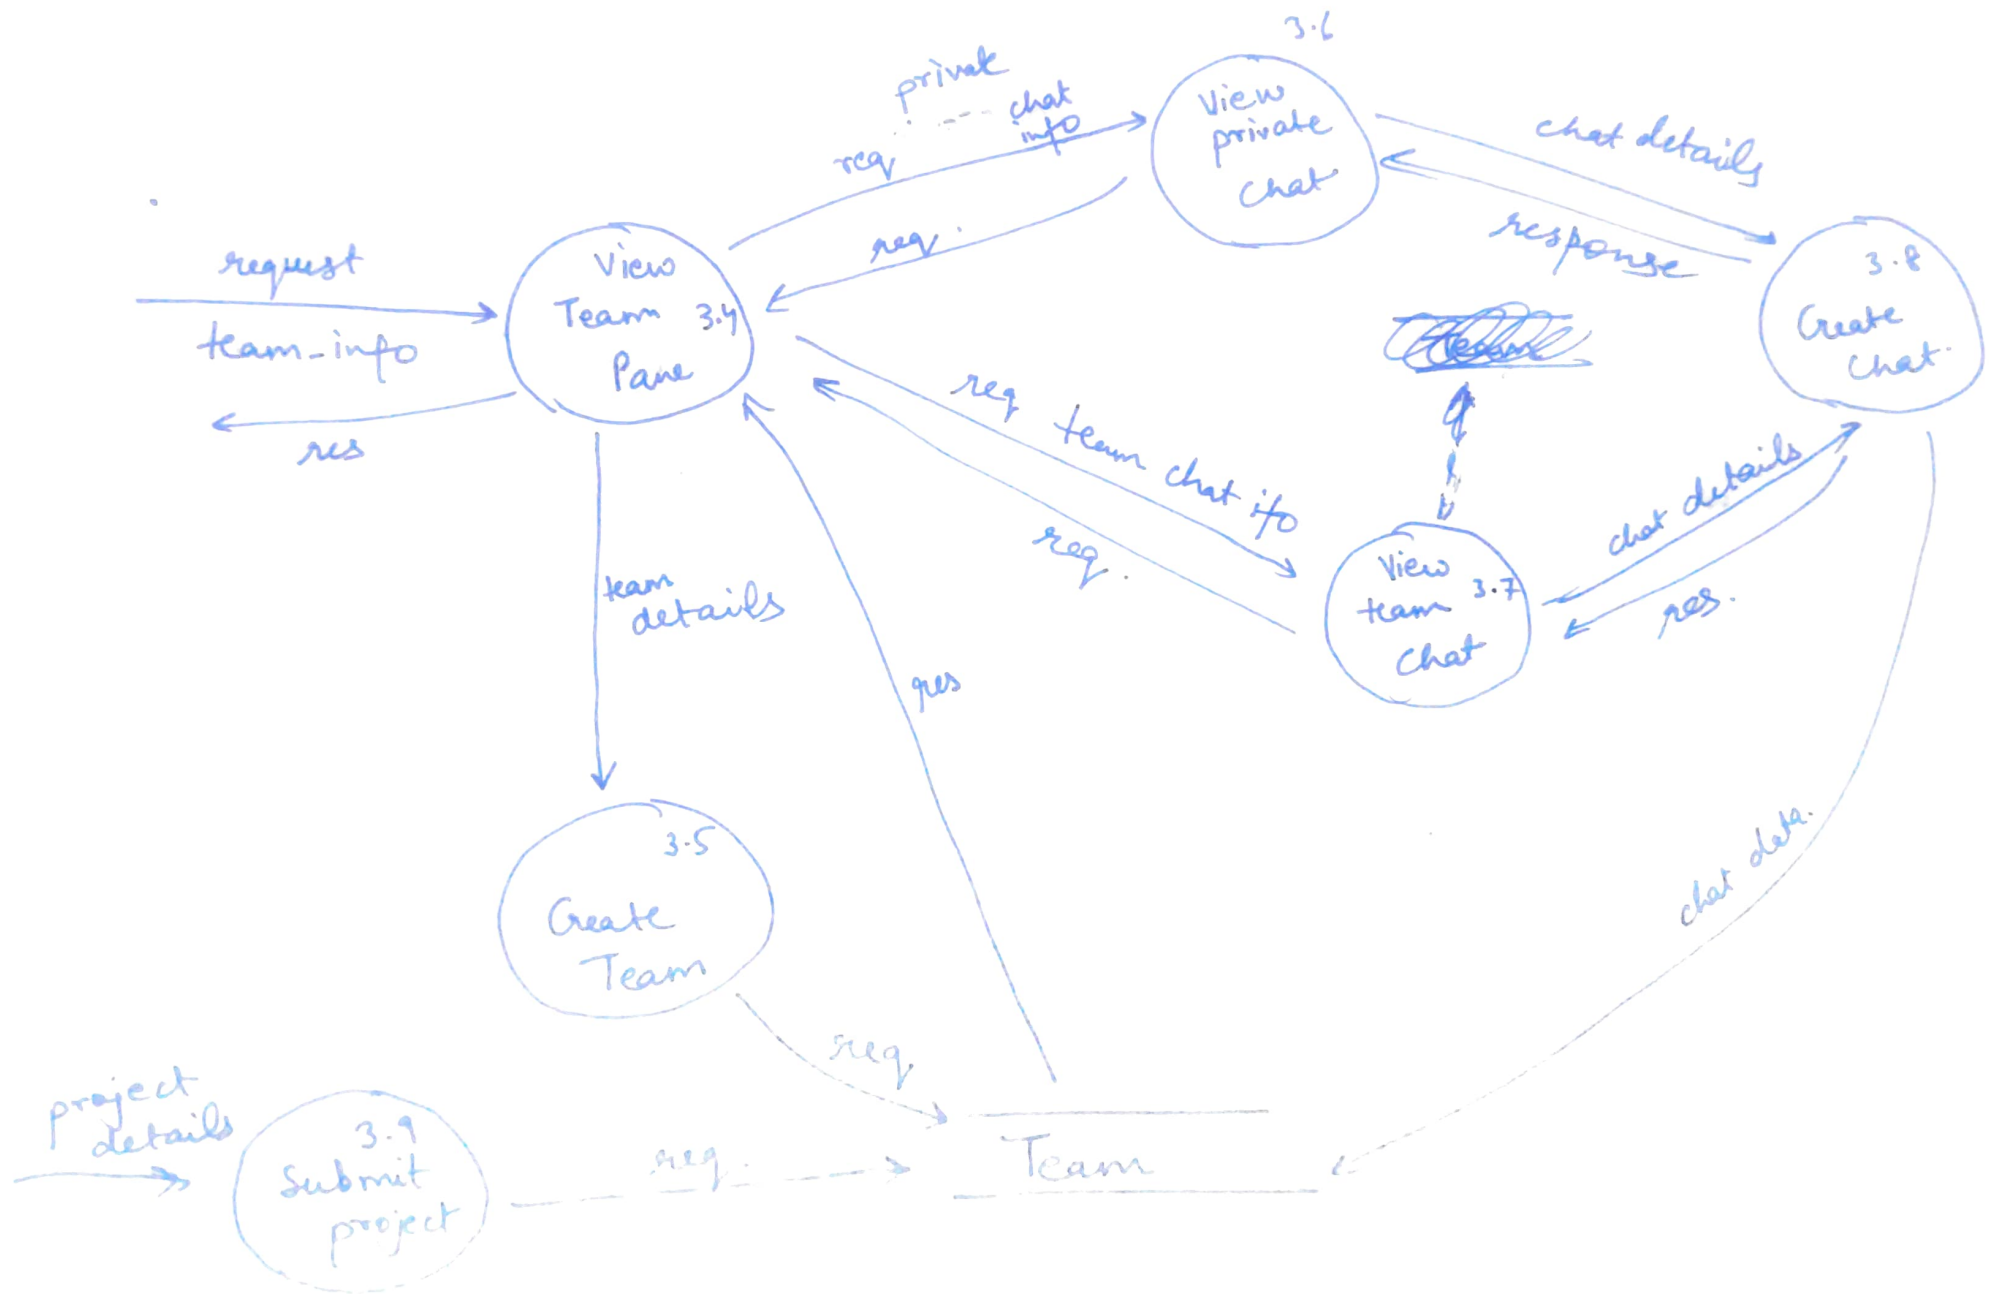 3.6
private
chat
info
req
View
private
chat
chat details
response
req.
request
team_info
res
View
Team 3.4
Pane
3.8
Create
chat.
req team chat ifo
req.
View
team 3.7
chat
chat details
res.
team
details
res
3.5
Create
Team
chat data.
req.
project
details
3.9
Submit
project
req.
Team